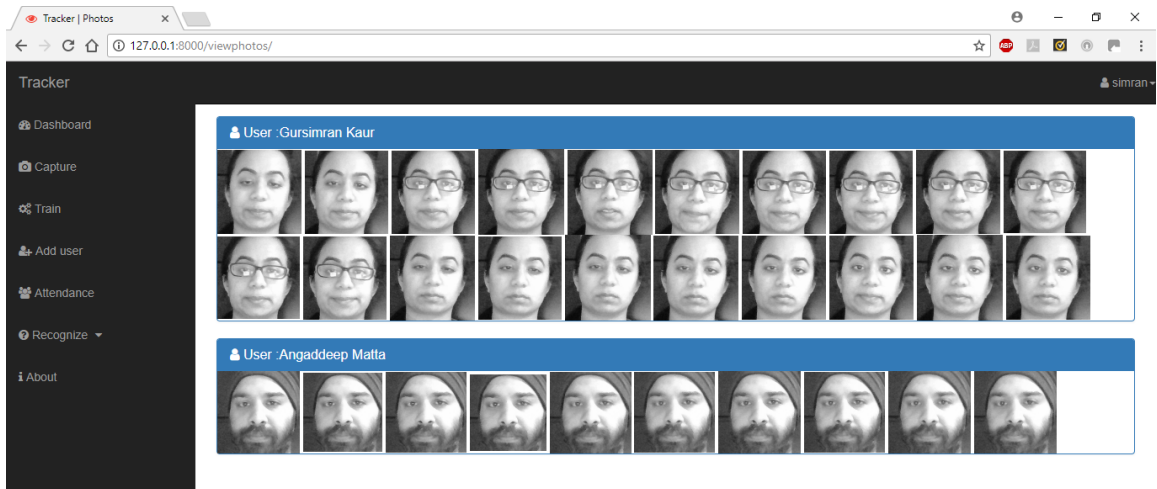 Tracker | Photos
127.0.0.1:8000/viewphotos/
ABP
Tracker
simran
Dashboard
User :Gursimran Kaur
Capture
Train
Add user
Attendance
Recognize
User :Angaddeep Matta
About